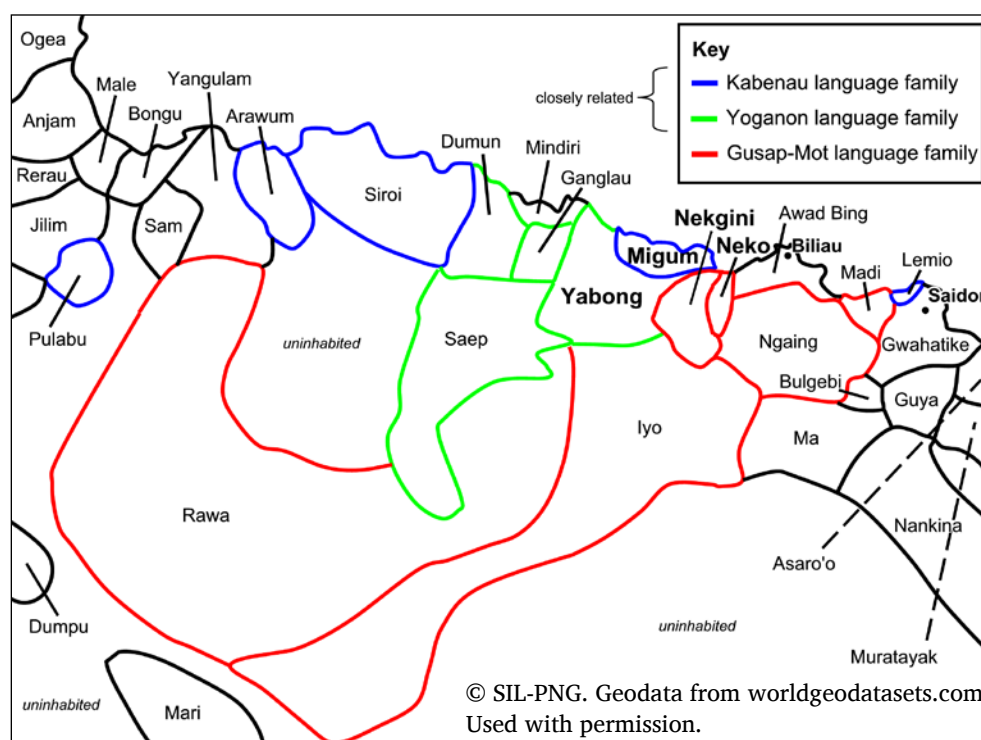 Ogea
Key
Kabenau language family
closely related
Yoganon language family
Gusap-Mot language family
Yangulam
Male
Bongu
Arawum
Anjam
Dumun
Mindiri
Ganglau
Rerau
Siroi
Nekgini
Awad Bing
Jilim
Sam
Neko
Biliau
Migum
Madi
Lemio
Yabong
Saidor
Pulabu
uninhabited
Saep
Ngaing
Gwahatike
Bulgebi
Guya
Iyo
Ma
Rawa
Nankina
Asaro'o
Dumpu
uninhabited
Muratayak
uninhabited
Mari
© SIL-PNG. Geodata from worldgeodatasets.com
Used with permission.